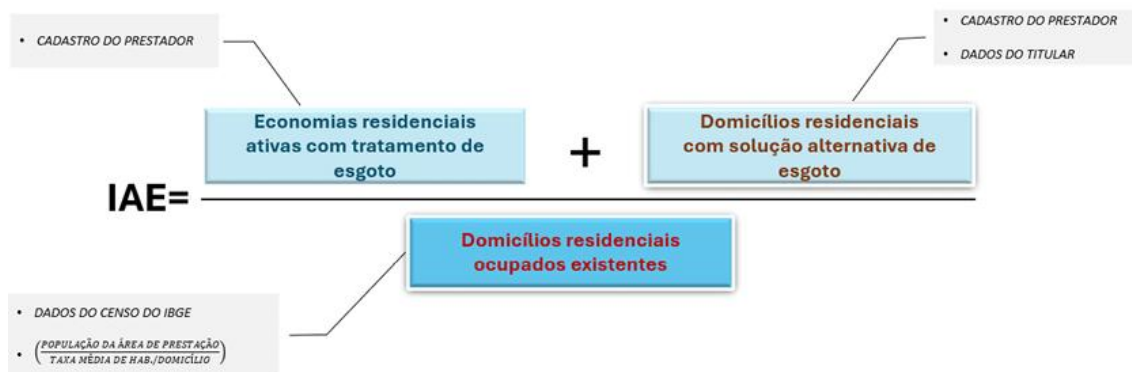 • CADASTRO DO PRESTADOR
• CADASTRO DO PRESTADOR
• DADOS DO TITULAR
Economias residenciais
ativas com tratamento de
esgoto
+
Domicílios residenciais
com solução alternativa de
esgoto
IAE=
Domicílios residenciais
ocupados existentes
• DADOS DO CENSO DO IBGE
• (POPULAÇÃO DA ÁREA DE PRESTAÇÃO
TAXA MÉDIA DE HAB./DOMICÍLIO)